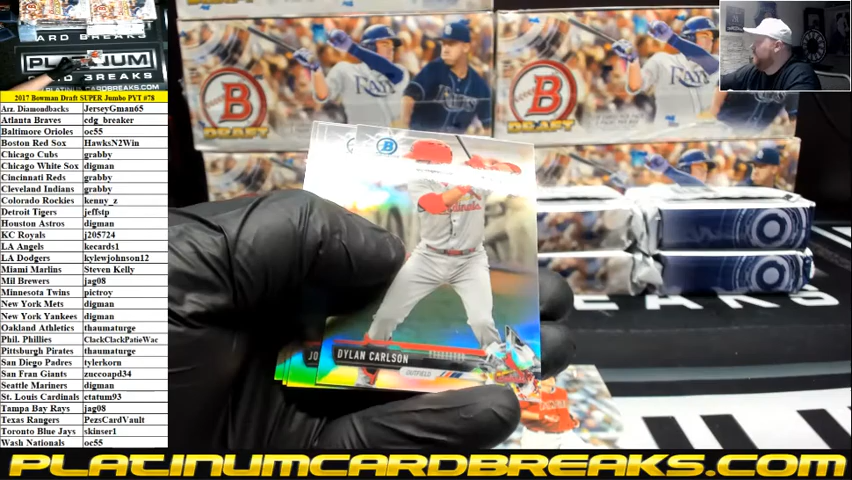 CARD BREAKS
PLATINUM
CARD BREAKS
2017 Bowman Draft SUPER Jumbo PYT #78
Arz. Diamondbacks JerseyGman65
Atlanta Braves cdg_breaker
Baltimore Orioles oc55
Boston Red Sox HawksN2Win
Chicago Cubs grabby
Chicago White Sox digman
Cincinnati Reds grabby
Cleveland Indians grabby
Colorado Rockies kenny_z
Detroit Tigers jeffstp
Houston Astros digman
KC Royals j205724
LA Angels kecards1
LA Dodgers kylewjohnson12
Miami Marlins Steven Kelly
Mil Brewers jag08
Minnesota Twins pictroy
New York Mets digman
New York Yankees digman
Oakland Athletics thaumaturge
Phil. Phillies ClackClackPatieWac
Pittsburgh Pirates thaumaturge
San Diego Padres tylerkorn
San Fran Giants zuccoapd34
Seattle Mariners digman
St. Louis Cardinals ctatum93
Tampa Bay Rays jag08
Texas Rangers PezsCardVault
Toronto Blue Jays skinser1
Wash Nationals oc55
B
DRAFT
RAYS
B
DRAFT
B
JO
DYLAN CARLSON
PLATINUMCARDBREAKS.COM